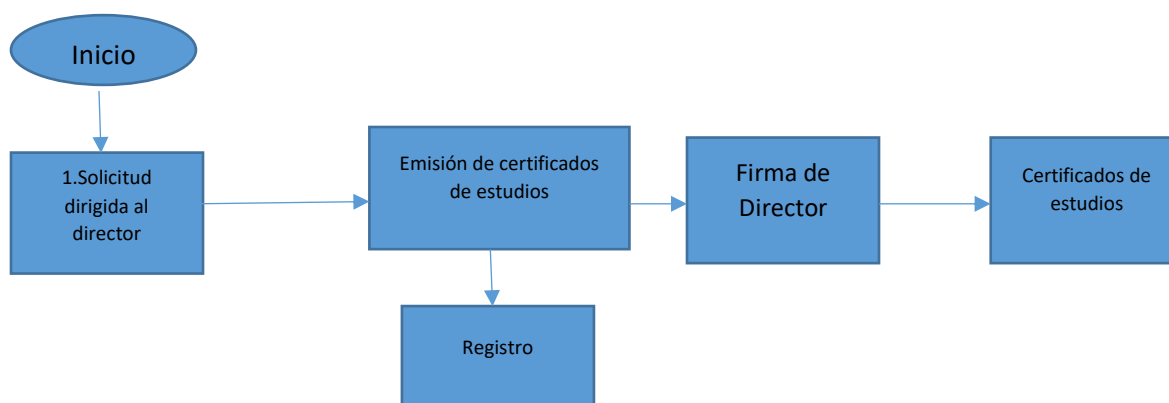 Inicio
1.Solicitud
dirigida al
director
Emisión de certificados
de estudios
Firma de
Director
Certificados de
estudios
Registro